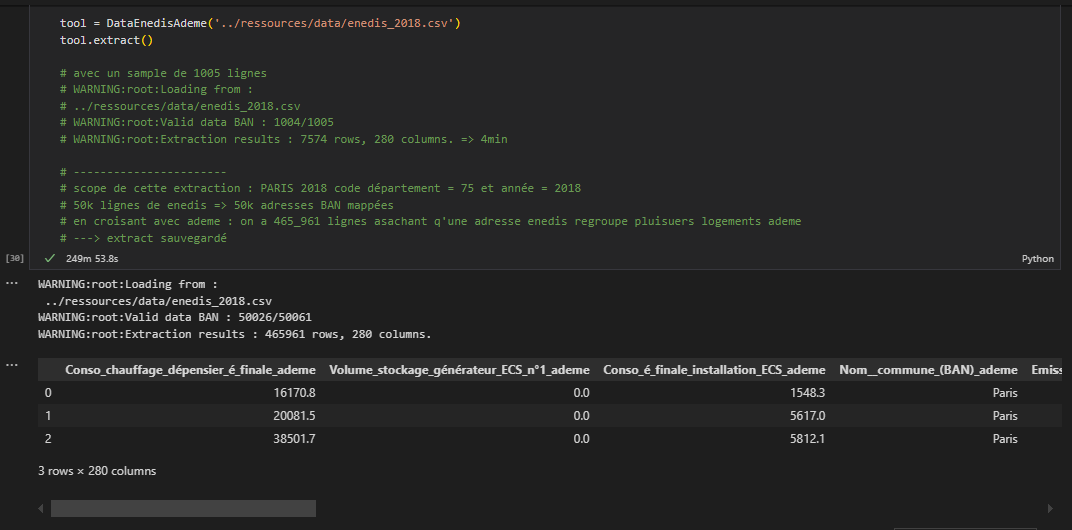 tool = DataEnedisAdeme('../ressources/data/enedis_2018.csv')
tool.extract()
# avec un sample de 1005 lignes
# WARNING:root:Loading from :
# ../ressources/data/enedis_2018.csv
# WARNING:root:Valid data BAN : 1004/1005
# WARNING:root:Extraction results : 7574 rows, 280 columns. => 4min
# -----------------------
# scope de cette extraction : PARIS 2018 code département = 75 et année = 2018
# 50k lignes de enedis => 50k adresses BAN mappées
# en croisant avec ademe : on a 465_961 lignes asachant q'une adresse enedis regroupe pluisuers logements ademe
# ---> extract sauvegardé
[30] ✓ 249m 53.8s Python
... WARNING:root:Loading from :
../ressources/data/enedis_2018.csv
WARNING:root:Valid data BAN : 50026/50061
WARNING:root:Extraction results : 465961 rows, 280 columns.
... Conso_chauffage_dépensier_é_finale_ademe Volume_stockage_générateur_ECS_n°1_ademe Conso_é_finale_installation_ECS_ademe Nom__commune_(BAN)_ademe Emiss
0 16170.8 0.0 1548.3 Paris
1 20081.5 0.0 5617.0 Paris
2 38501.7 0.0 5812.1 Paris
3 rows × 280 columns